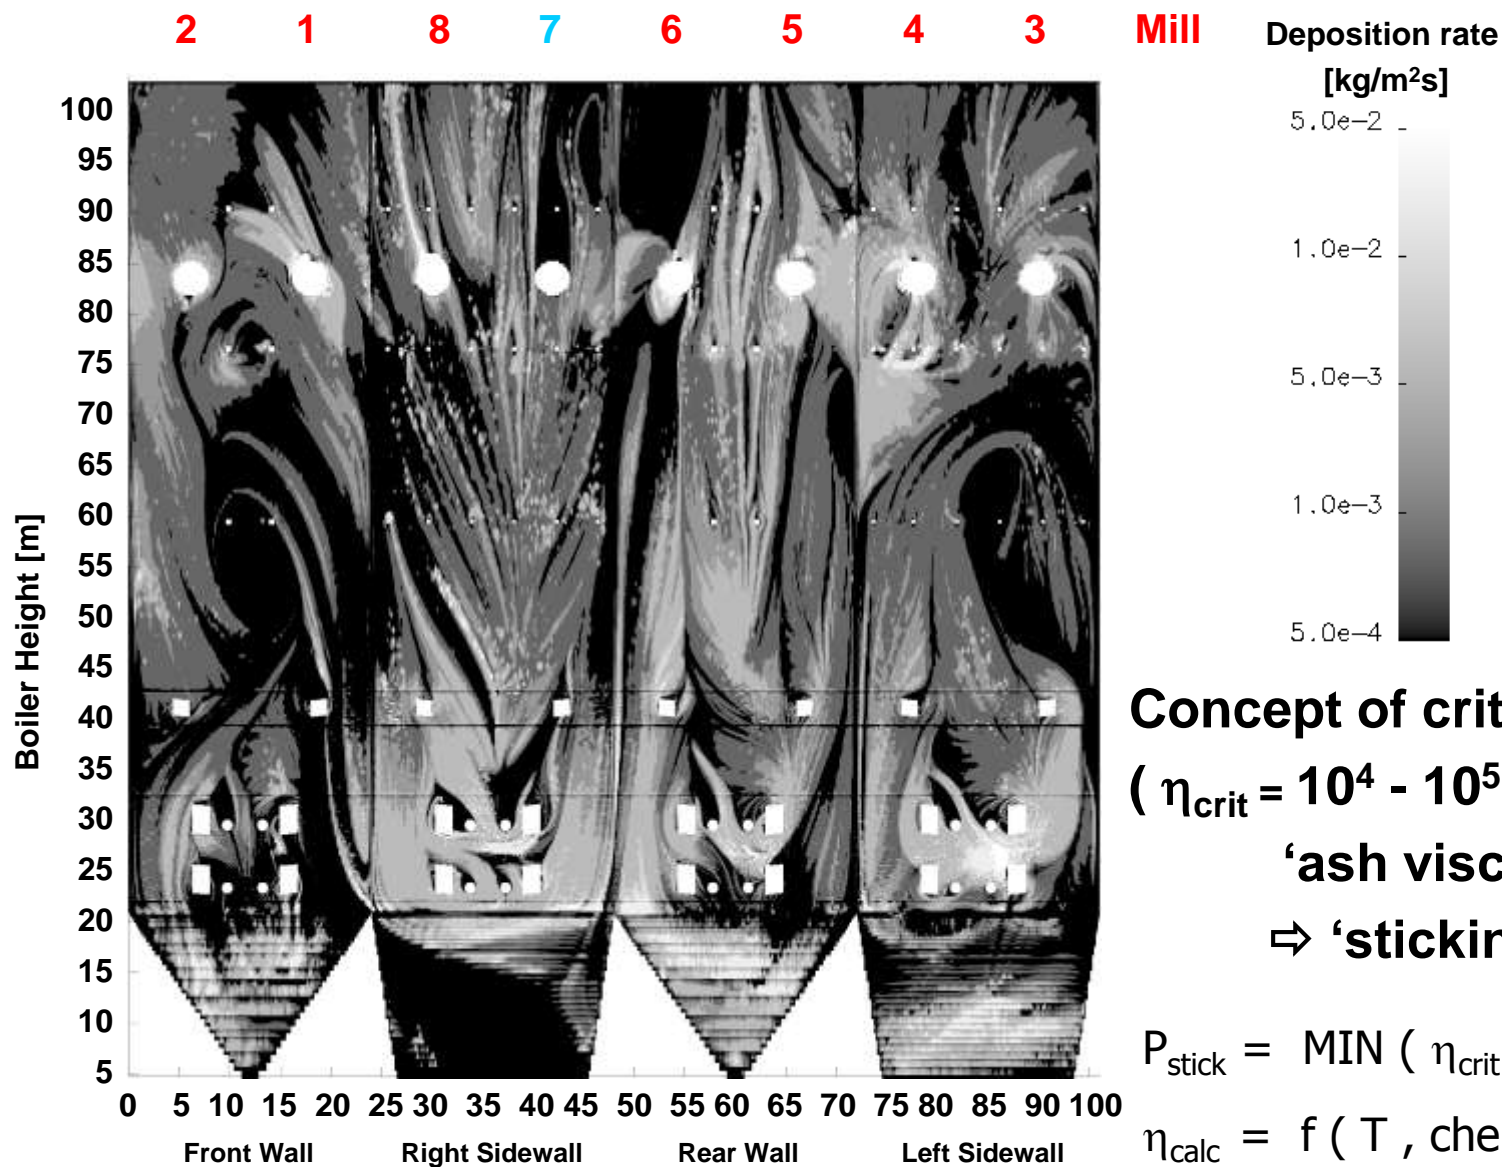 2 1 8 7 6 5 4 3 Mill
Deposition rate
[kg/m²s]
5.0e-2
1.0e-2
5.0e-3
1.0e-3
5.0e-4
Boiler Height [m]
100
95
90
85
80
75
70
65
60
55
50
45
40
35
30
25
20
15
10
5
0 5 10 15 20 25 30 35 40 45 50 55 60 65 70 75 80 85 90 100
Front Wall Right Sidewall Rear Wall Left Sidewall
Concept of crit
( ηcrit = 10⁴ - 10⁵
‘ash visc
⇨ ‘stickin
Pstick = MIN ( ηcrit
ηcalc = f ( T , che